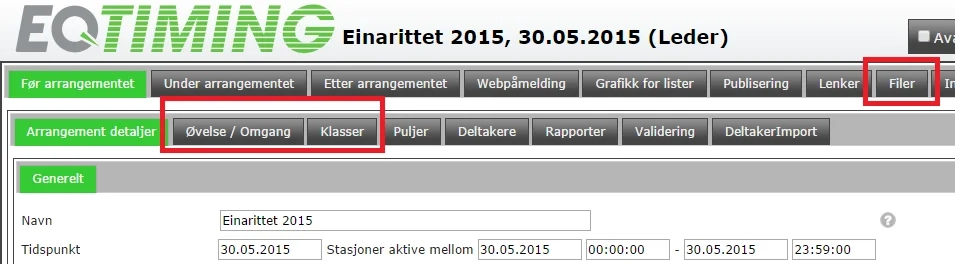 EQTIMING Einarittet 2015, 30.05.2015 (Leder) Ava
Før arrangementet Under arrangementet Etter arrangementet Webpåmelding Grafikk for lister Publisering Lenker Filer In
Arrangement detaljer Øvelse / Omgang Klasser Puljer Deltakere Rapporter Validering DeltakerImport
Generelt
Navn Einarittet 2015 ?
Tidspunkt 30.05.2015 Stasjoner aktive mellom 30.05.2015 00:00:00 - 30.05.2015 23:59:00